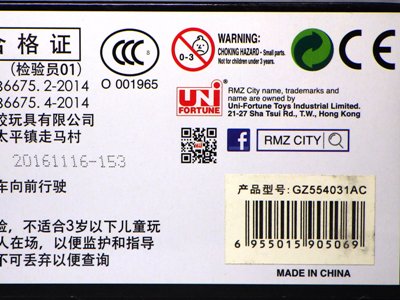 合格证
（检验员01）
86675.2-2014
86675.4-2014
胶玩具有限公司
太平镇走马村
20161116-153
车向前行驶
检，不适合3岁以下儿童玩
人在场，以便监护和指导
不可丢弃以便查询
CCC
S
O 001965
0-3
WARNING:
CHOKING HAZARD - Small parts.
Not for children under 3 years.
CE
UNi
FORTUNE
RMZ City name, trademarks and
name are owned by
Uni-Fortune Toys Industrial Limited.
21-27 Sha Tsui Rd., T.W., Hong Kong
f RMZ CITY
产品型号: GZ554031AC
6 955015 905069
MADE IN CHINA